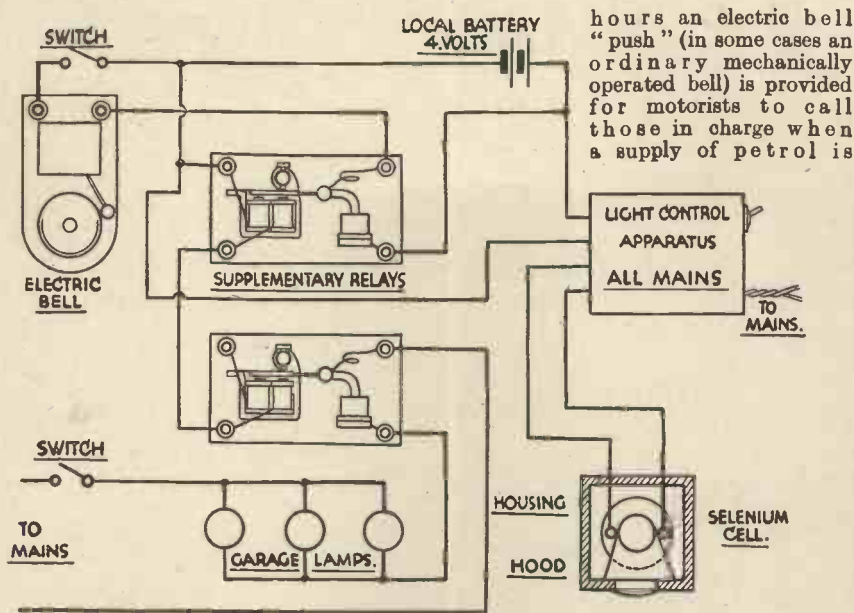 hours an electric bell
"push" (in some cases an
ordinary mechanically
operated bell) is provided
for motorists to call
those in charge when
a supply of petrol is
SWITCH
LOCAL BATTERY
4.VOLTS
ELECTRIC
BELL
SUPPLEMENTARY RELAYS
LIGHT CONTROL
APPARATUS
ALL MAINS
TO
MAINS.
SWITCH
TO
MAINS
GARAGE LAMPS.
HOUSING
HOOD
SELENIUM
CELL.